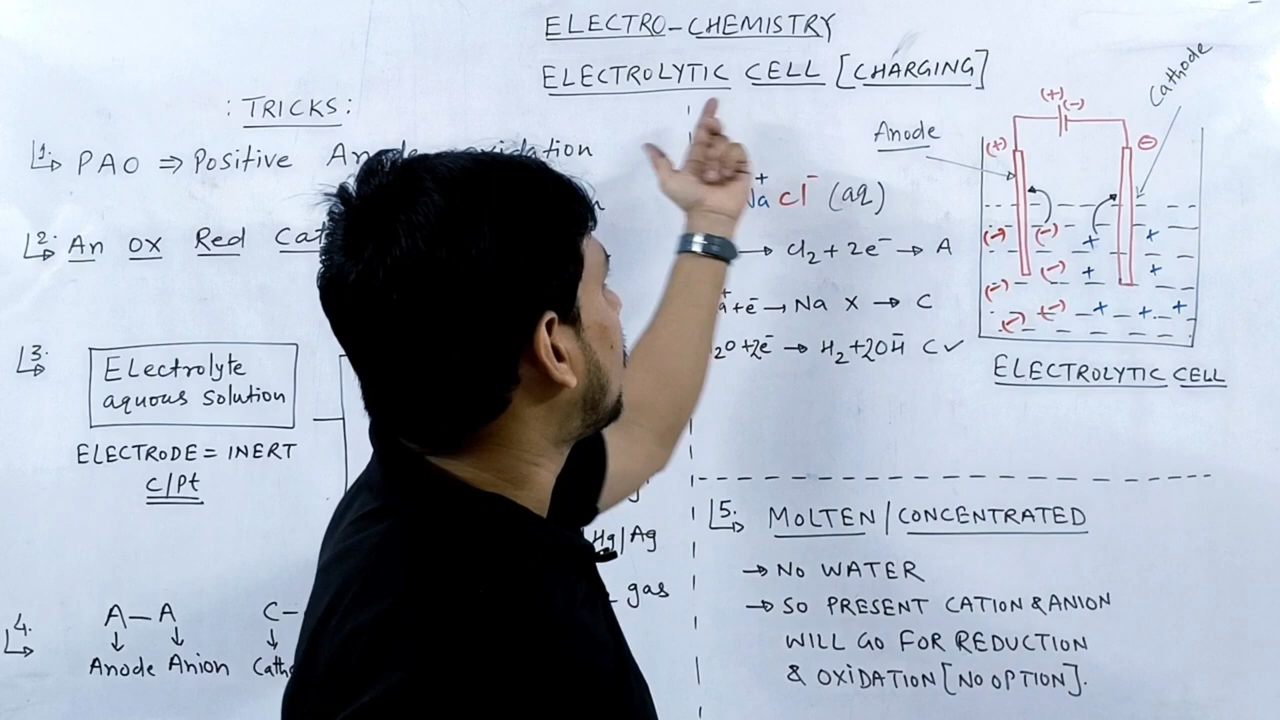 ELECTRO-CHEMISTRY
ELECTROLYTIC CELL [CHARGING]
: TRICKS :
1. PAO ⇒ Positive Anode oxidation
2. An Ox Red Cat
3. Electrolyte
aquous solution
ELECTRODE = INERT
C/Pt
Hg/Ag
gas
4. A-A
↓ ↓
Anode Anion
C-
↓
Na⁺ Cl⁻ (aq)
→ Cl₂ + 2e⁻ → A
+ e⁻ → Na X → C
₂O + 2e⁻ → H₂ + 2OH⁻ C ✓
Anode
Cathode
(+) (-)
(+) ⊖
(-) (-) + +
(-) + +
(-)
(-) (-) + + +
ELECTROLYTIC CELL
5. MOLTEN/CONCENTRATED
→ NO WATER
→ SO PRESENT CATION & ANION
WILL GO FOR REDUCTION
& OXIDATION [NO OPTION].